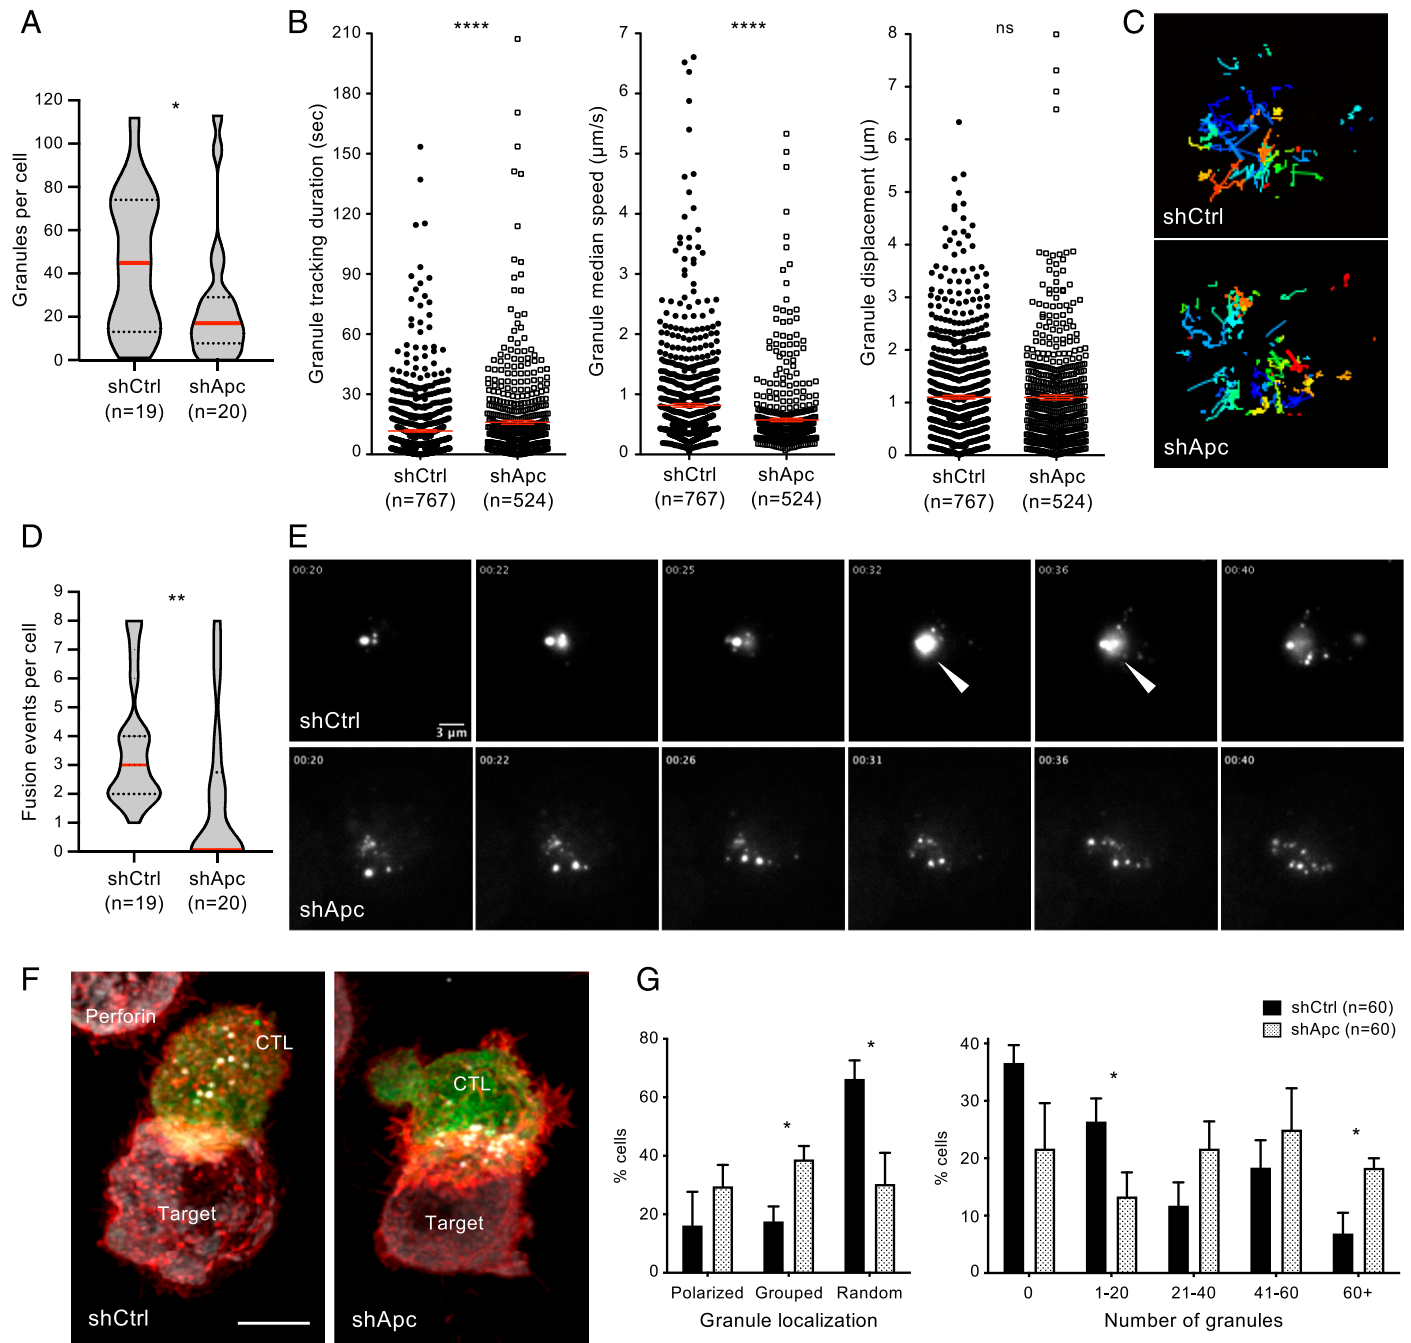 A
Granules per cell
120
100
80
60
40
20
0
*
shCtrl
(n=19)
shApc
(n=20)
B
Granule tracking duration (sec)
210
180
150
120
90
60
30
0
****
shCtrl
(n=767)
shApc
(n=524)
Granule median speed (µm/s)
7
6
5
4
3
2
1
0
****
shCtrl
(n=767)
shApc
(n=524)
Granule displacement (µm)
8
7
6
5
4
3
2
1
0
ns
shCtrl
(n=767)
shApc
(n=524)
C
shCtrl
shApc
D
Fusion events per cell
9
8
7
6
5
4
3
2
1
0
**
shCtrl
(n=19)
shApc
(n=20)
E
00:20
00:22
00:25
00:32
00:36
00:40
shCtrl
3 µm
00:20
00:22
00:26
00:31
00:36
00:40
shApc
F
Perforin
CTL
Target
shCtrl
CTL
Target
shApc
G
shCtrl (n=60)
shApc (n=60)
% cells
80
60
40
20
0
*
*
Polarized
Grouped
Random
Granule localization
% cells
40
30
20
10
0
*
*
0
1-20
21-40
41-60
60+
Number of granules